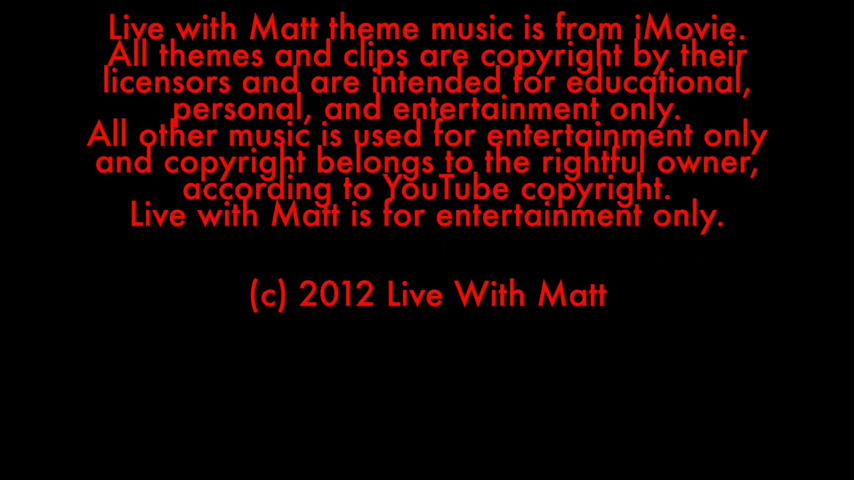 Live with Matt theme music is from iMovie.
All themes and clips are copyright by their
licensors and are intended for educational,
personal, and entertainment only.
All other music is used for entertainment only
and copyright belongs to the rightful owner,
according to YouTube copyright.
Live with Matt is for entertainment only.
(c) 2012 Live With Matt